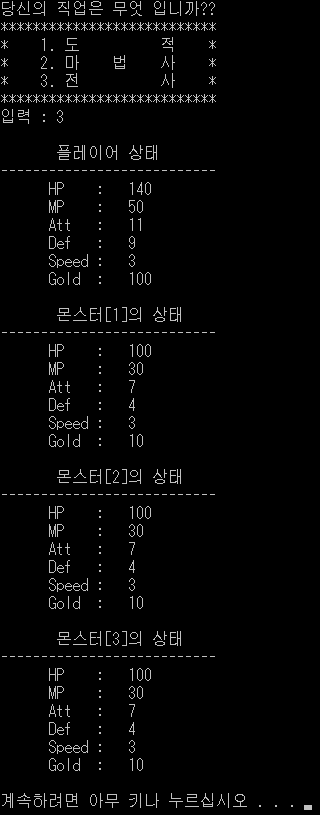 당신의 직업은 무엇 입니까??
***************************
*    1. 도          적    *
*    2. 마     법     사    *
*    3. 전          사    *
***************************
입력 : 3
플레이어 상태
---------------------------
HP    :   140
MP    :   50
Att   :   11
Def   :   9
Speed :   3
Gold  :   100
몬스터[1]의 상태
---------------------------
HP    :   100
MP    :   30
Att   :   7
Def   :   4
Speed :   3
Gold  :   10
몬스터[2]의 상태
---------------------------
HP    :   100
MP    :   30
Att   :   7
Def   :   4
Speed :   3
Gold  :   10
몬스터[3]의 상태
---------------------------
HP    :   100
MP    :   30
Att   :   7
Def   :   4
Speed :   3
Gold  :   10
계속하려면 아무 키나 누르십시오 . . .